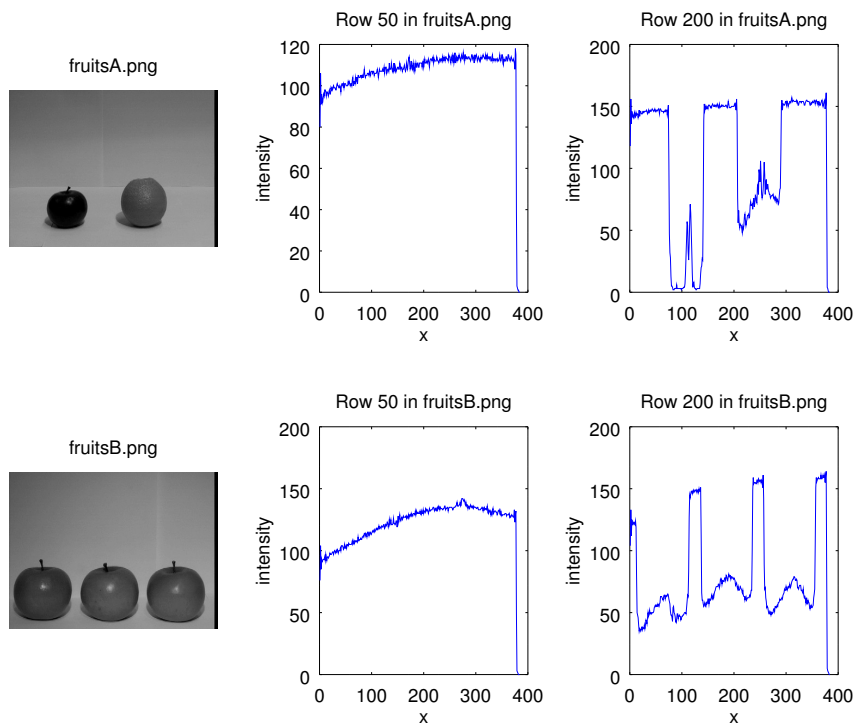 fruitsA.png
Row 50 in fruitsA.png
120
100
80
60
40
20
0
intensity
0 100 200 300 400
x
Row 200 in fruitsA.png
200
150
100
50
0
intensity
0 100 200 300 400
x
fruitsB.png
Row 50 in fruitsB.png
200
150
100
50
0
intensity
0 100 200 300 400
x
Row 200 in fruitsB.png
200
150
100
50
0
intensity
0 100 200 300 400
x